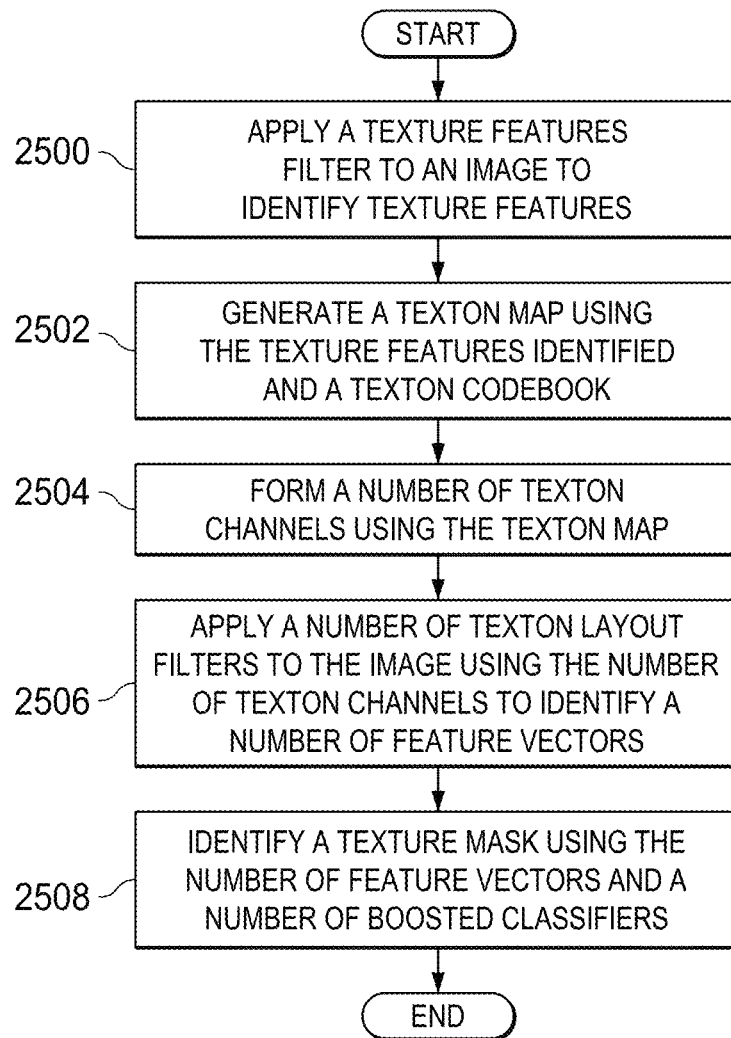 START
2500
APPLY A TEXTURE FEATURES
FILTER TO AN IMAGE TO
IDENTIFY TEXTURE FEATURES
2502
GENERATE A TEXTON MAP USING
THE TEXTURE FEATURES IDENTIFIED
AND A TEXTON CODEBOOK
2504
FORM A NUMBER OF TEXTON
CHANNELS USING THE TEXTON MAP
2506
APPLY A NUMBER OF TEXTON LAYOUT
FILTERS TO THE IMAGE USING THE NUMBER
OF TEXTON CHANNELS TO IDENTIFY A
NUMBER OF FEATURE VECTORS
2508
IDENTIFY A TEXTURE MASK USING THE
NUMBER OF FEATURE VECTORS AND A
NUMBER OF BOOSTED CLASSIFIERS
END